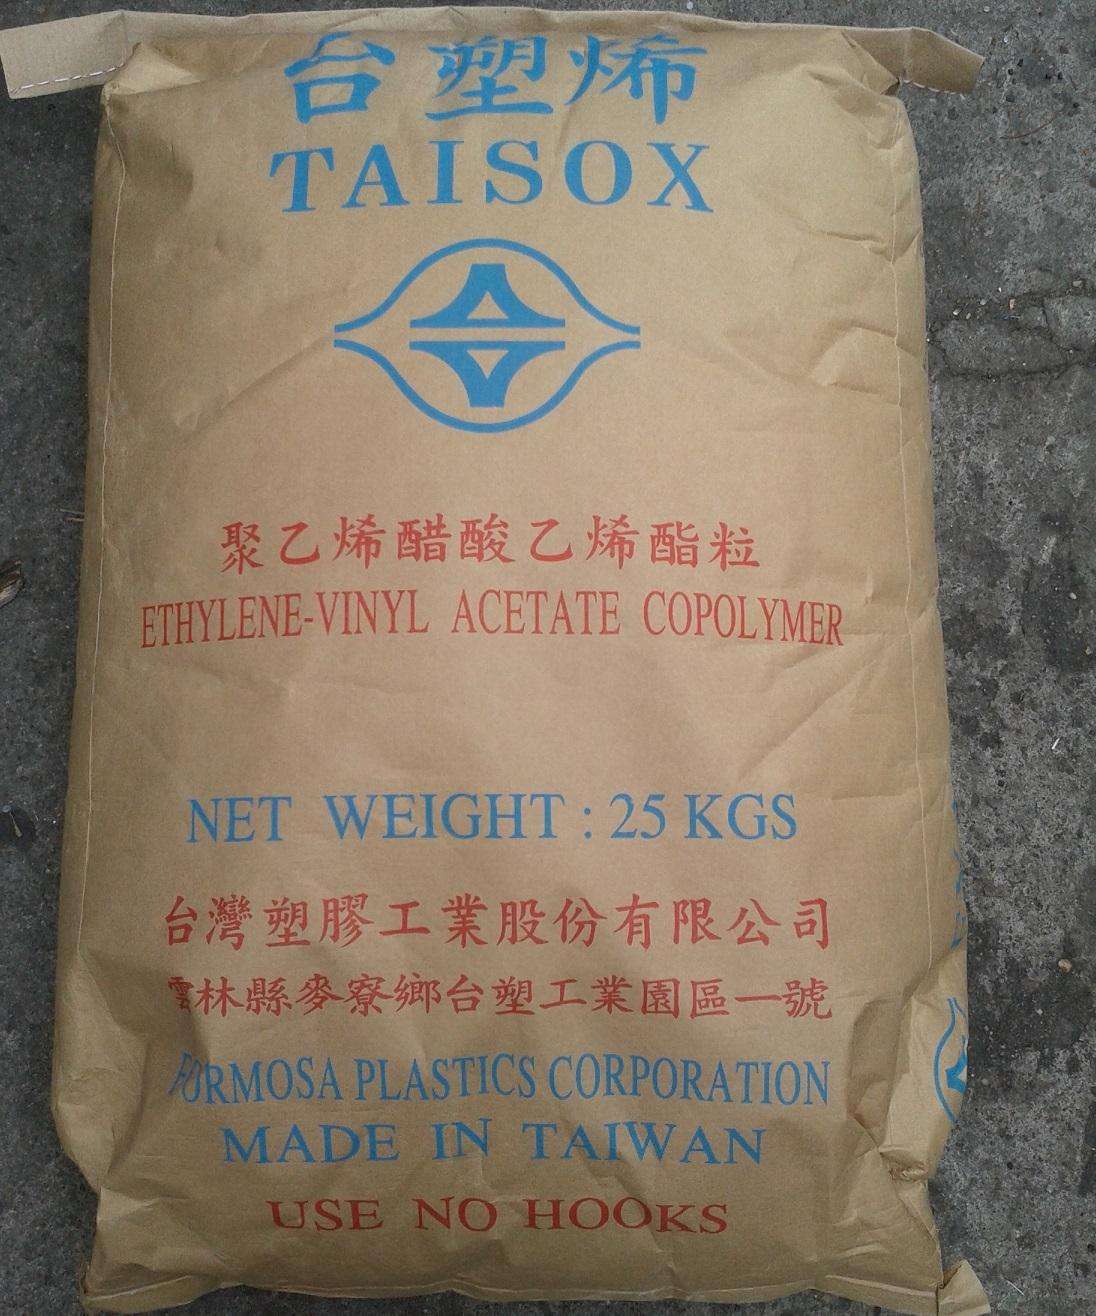 台塑烯
TAISOX
聚乙烯醋酸乙烯酯粒
ETHYLENE-VINYL ACETATE COPOLYMER
NET WEIGHT : 25 KGS
台灣塑膠工業股份有限公司
雲林縣麥寮鄉台塑工業園區一號
FORMOSA PLASTICS CORPORATION
MADE IN TAIWAN
USE NO HOOKS